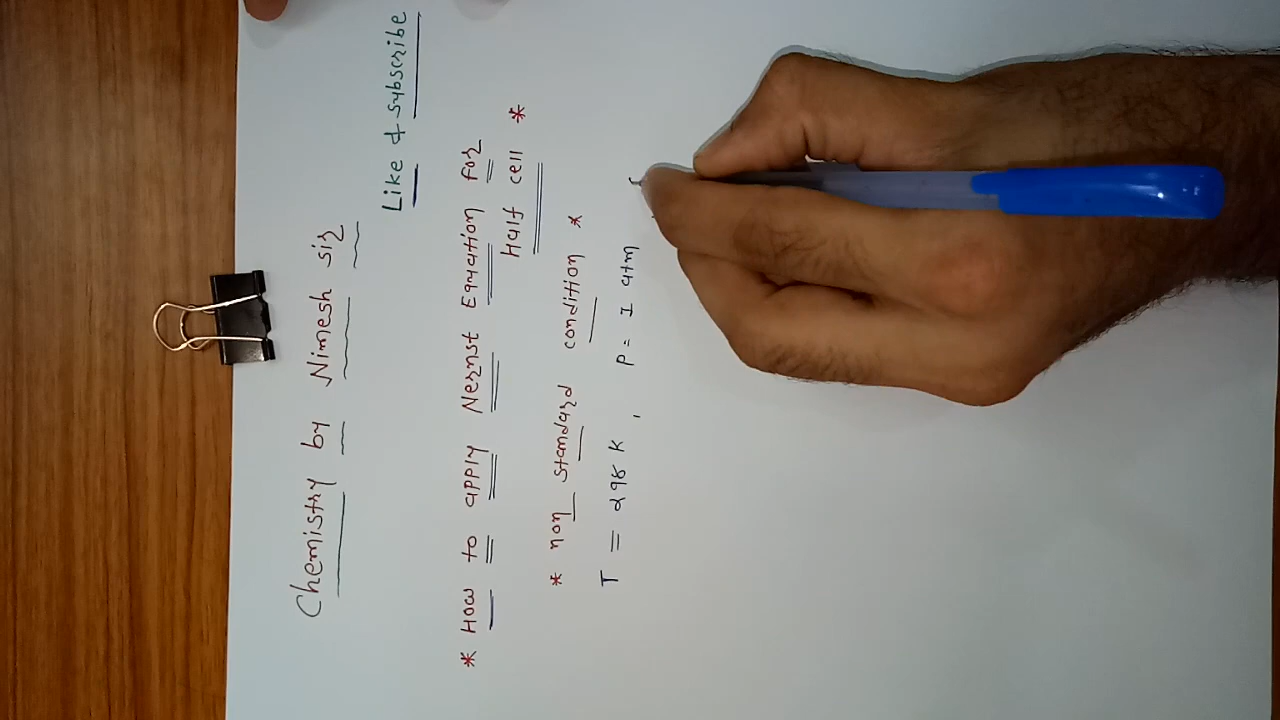 Chemistry by Nimesh sir
Like & subscribe
* How to apply Nernst Equation for
Half cell *
* non standard condition *
T = 298 K , P = 1 atm